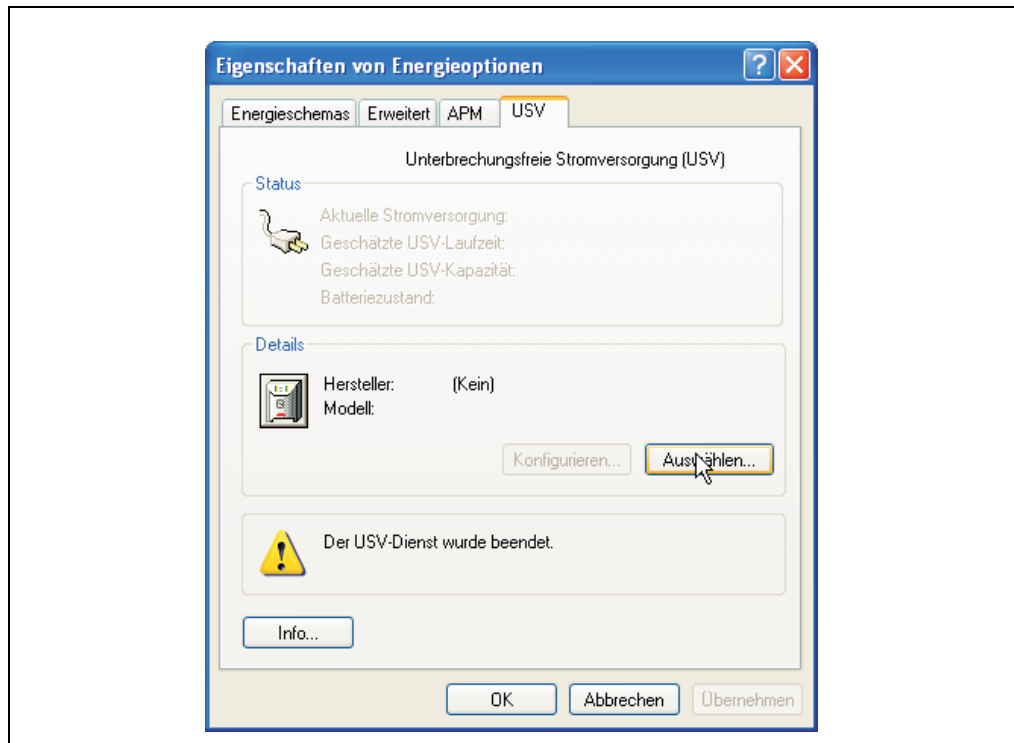 Eigenschaften von Energieoptionen
?
Energieschemas Erweitert APM USV
Unterbrechungsfreie Stromversorgung (USV)
Status
Aktuelle Stromversorgung:
Geschätzte USV-Laufzeit:
Geschätzte USV-Kapazität:
Batteriezustand:
Details
Hersteller: (Kein)
Modell:
Konfigurieren... Auswählen...
Der USV-Dienst wurde beendet.
Info...
OK Abbrechen Übernehmen